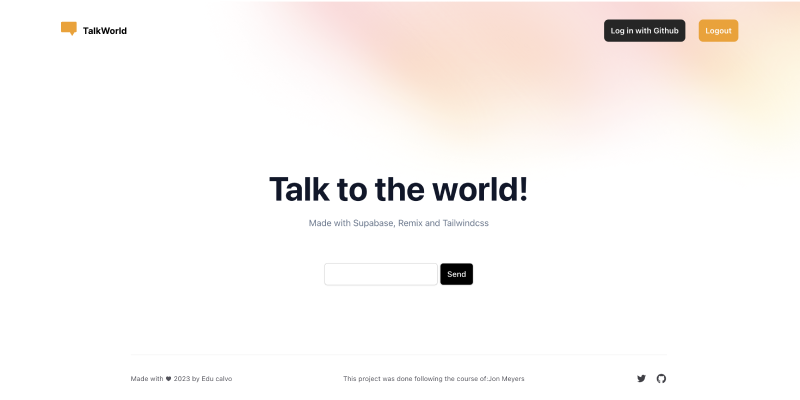 TalkWorld
Log in with Github
Logout
Talk to the world!
Made with Supabase, Remix and Tailwindcss
Send
Made with ♥ 2023 by Edu calvo
This project was done following the course of:Jon Meyers